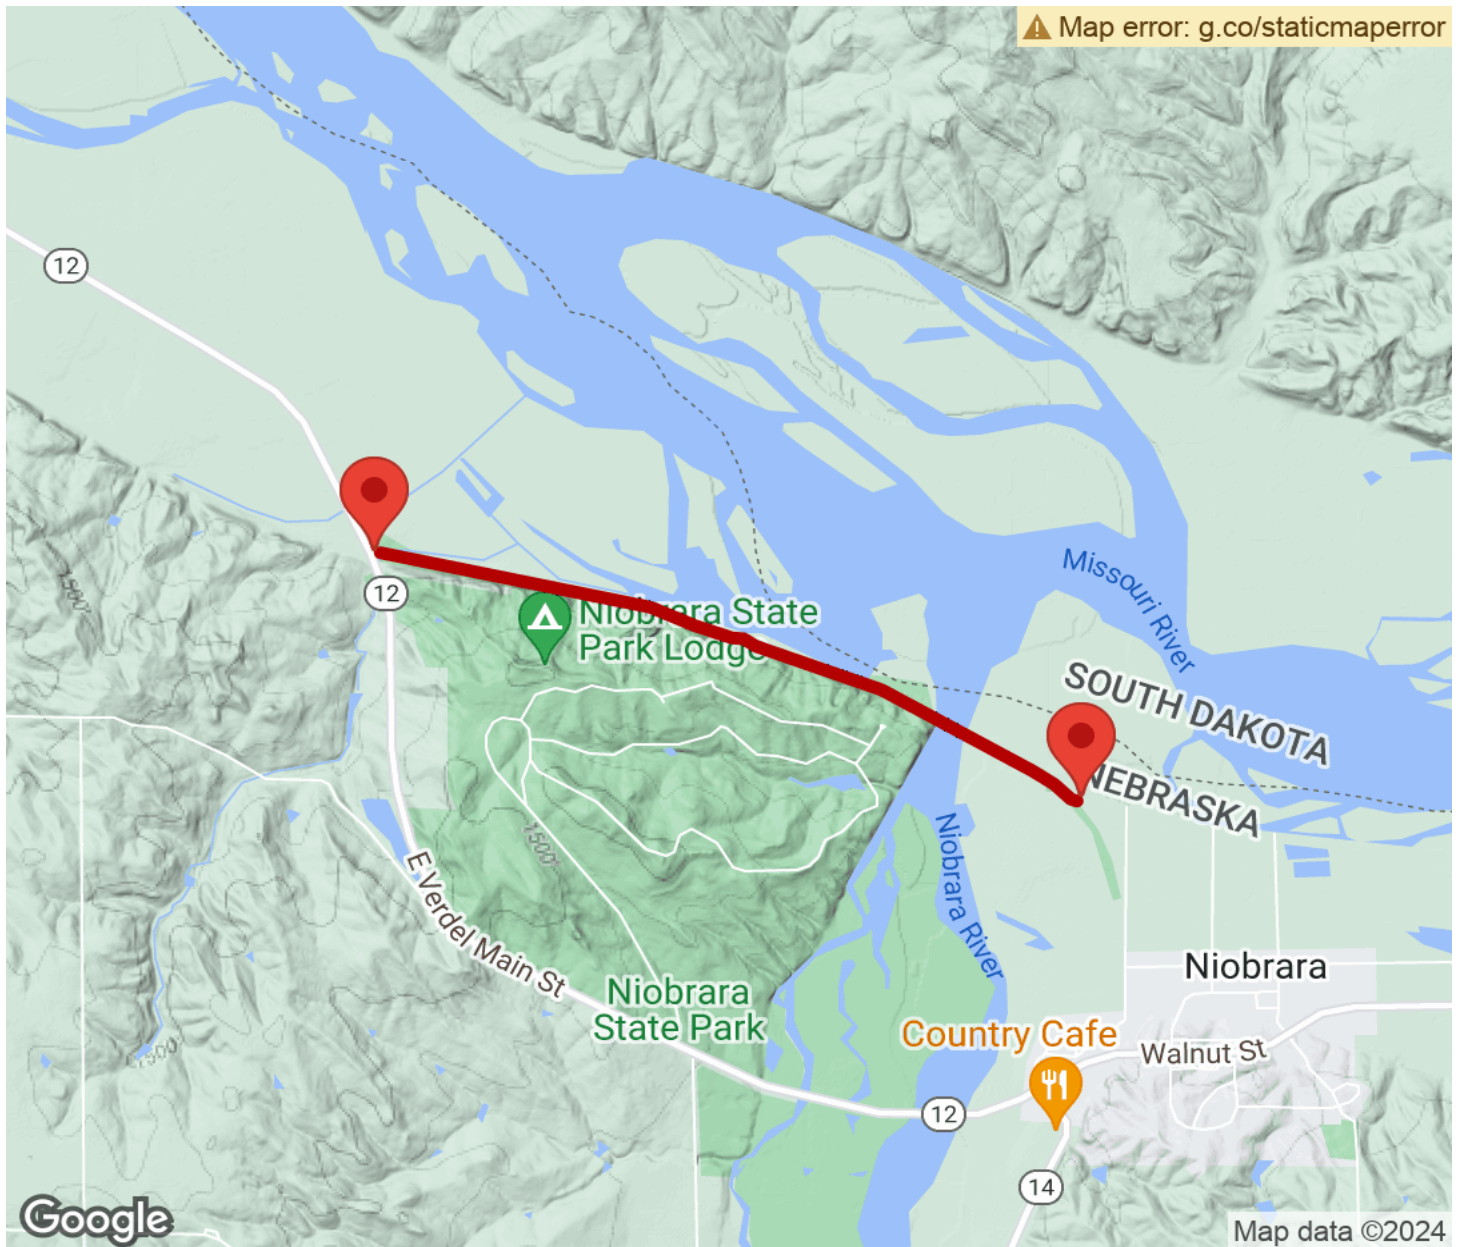 Map error: g.co/staticmaperror
12
12
1500'
Missouri River
Niobrara State
Park Lodge
SOUTH DAKOTA
NEBRASKA
1500'
Niobrara River
E Verdel Main St
Niobrara
Niobrara
State Park
Country Cafe
Walnut St
1500
12
14
Google
Map data ©2024